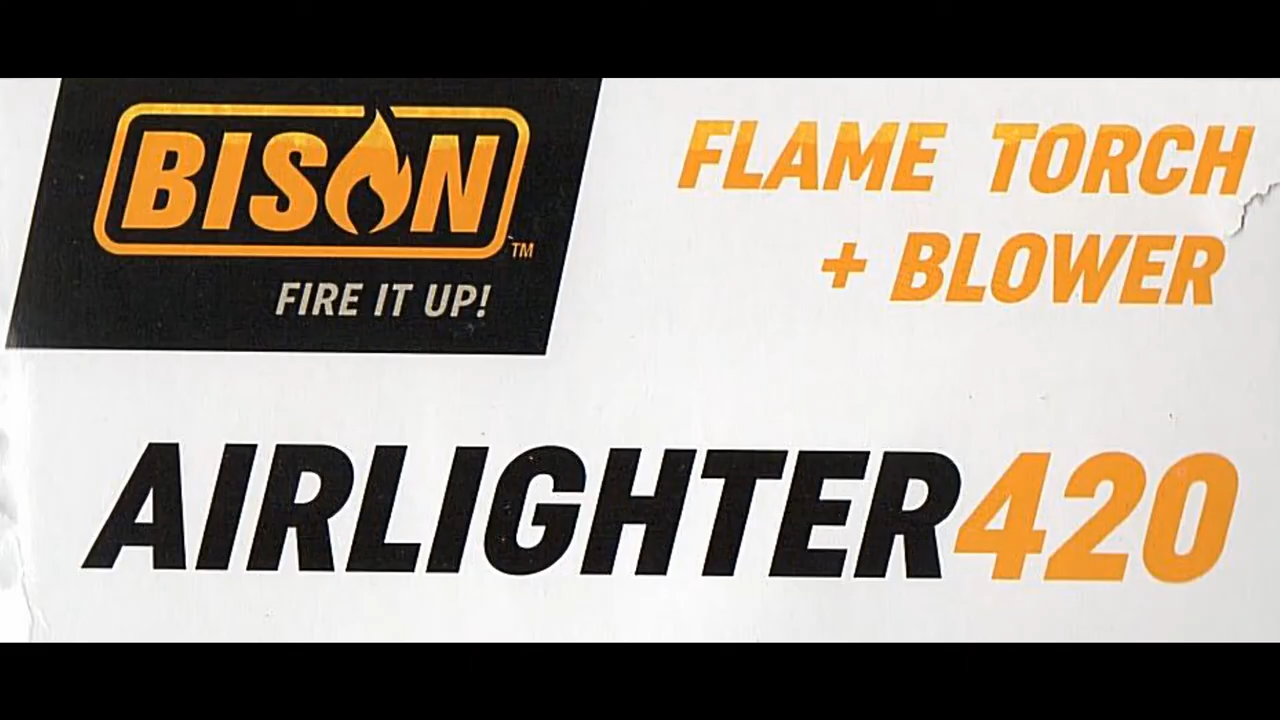 BISON
TM
FIRE IT UP!
FLAME TORCH
+ BLOWER
AIRLIGHTER420